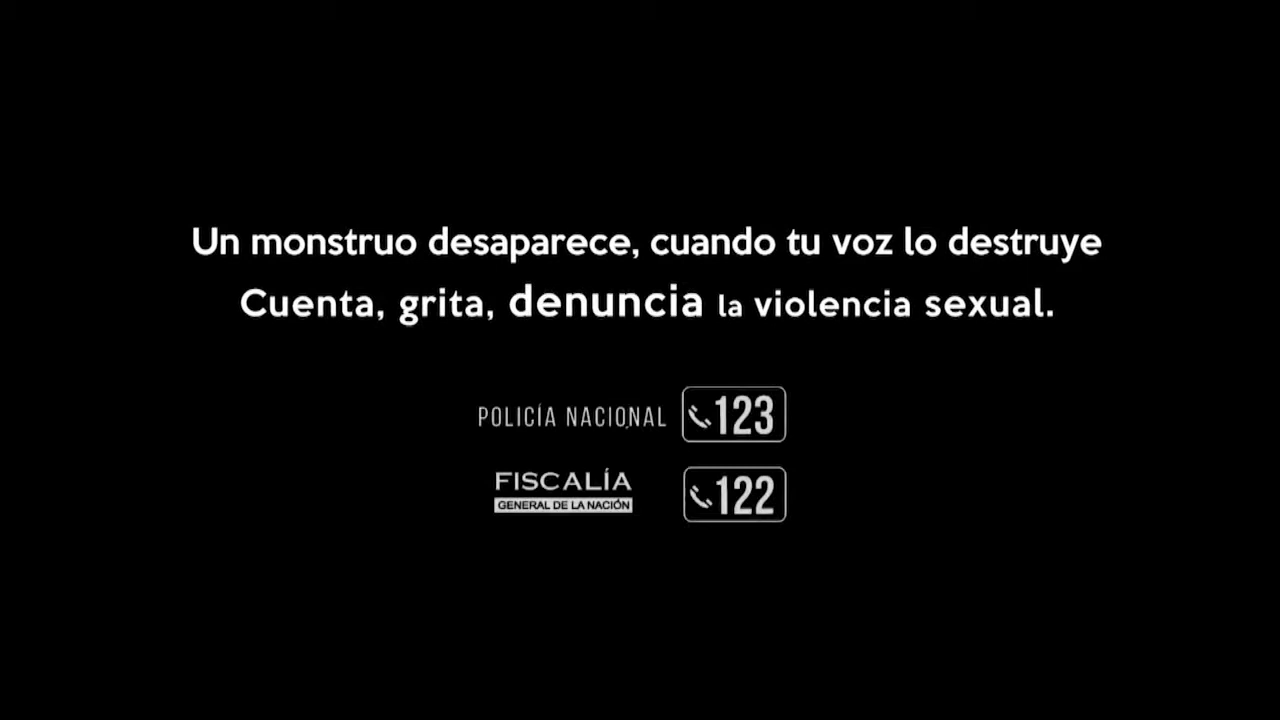 Un monstruo desaparece, cuando tu voz lo destruye
Cuenta, grita, denuncia la violencia sexual.
POLICÍA NACIONAL 123
FISCALÍA
GENERAL DE LA NACIÓN 122